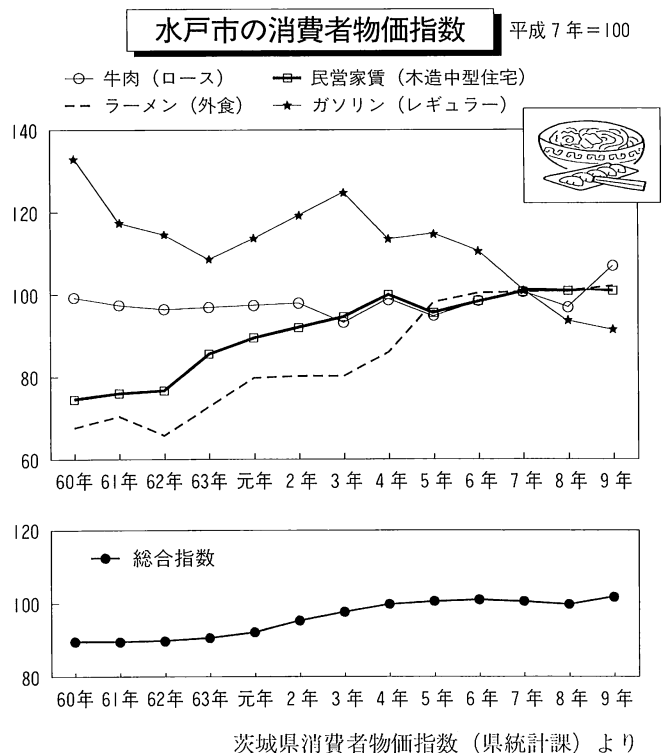 水戸市の消費者物価指数 平成7年=100
牛肉(ロース) 民営家賃(木造中型住宅)
ラーメン(外食) ガソリン(レギュラー)
140
120
100
80
60
60年 61年 62年 63年 元年 2年 3年 4年 5年 6年 7年 8年 9年
120
総合指数
100
80
60年 61年 62年 63年 元年 2年 3年 4年 5年 6年 7年 8年 9年
茨城県消費者物価指数(県統計課)より